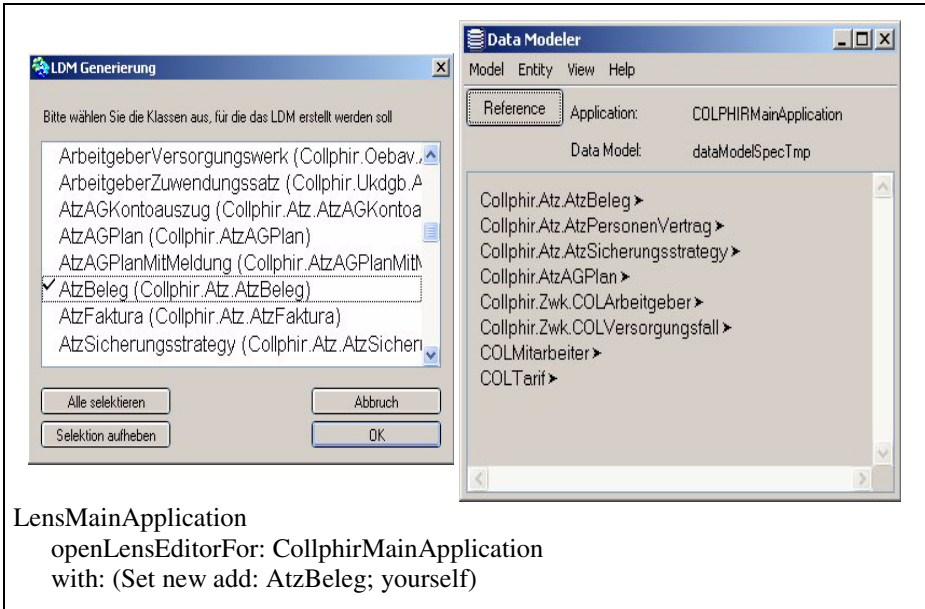 LDM Generierung
Bitte wählen Sie die Klassen aus, für die das LDM erstellt werden soll
ArbeitgeberVersorgungswerk (Collphir.Oebav.
ArbeitgeberZuwendungssatz (Collphir.Ukdgb.A
AtzAGKontoauszug (Collphir.Atz.AtzAGKontoa
AtzAGPlan (Collphir.AtzAGPlan)
AtzAGPlanMitMeldung (Collphir.AtzAGPlanMit
AtzBeleg (Collphir.Atz.AtzBeleg)
AtzFaktura (Collphir.Atz.AtzFaktura)
AtzSicherungsstrategy (Collphir.Atz.AtzSicher
Alle selektieren
Abbruch
Selektion aufheben
OK
Data Modeler
Model Entity View Help
Reference
Application: COLPHIRMainApplication
Data Model: dataModelSpecTmp
Collphir.Atz.AtzBeleg
Collphir.Atz.AtzPersonenVertrag
Collphir.Atz.AtzSicherungsstrategy
Collphir.AtzAGPlan
Collphir.Zwk.COLArbeitgeber
Collphir.Zwk.COLVersorgungsfall
COLMitarbeiter
COLTarif
LensMainApplication
openLensEditorFor: CollphirMainApplication
with: (Set new add: AtzBeleg; yourself)